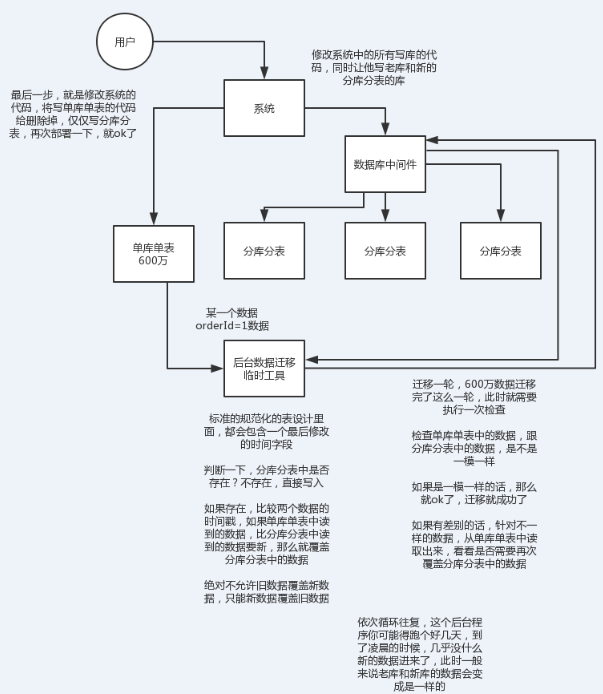 用户
修改系统中的所有写库的代
码，同时让他写老库和新的
分库分表的库
最后一步，就是修改系统的
代码，将写单库单表的代码
给删除掉，仅仅写分库分
表，再次部署一下，就ok了
系统
数据库中间件
单库单表
600万
分库分表
分库分表
分库分表
某一个数据
orderId=1数据
后台数据迁移
临时工具
标准的规范化的表设计里
面，都会包含一个最后修改
的时间字段
判断一下，分库分表中是否
存在？不存在，直接写入
如果存在，比较两个数据的
时间戳，如果单库单表中读
到的数据，比分库分表中读
到的数据要新，那么就覆盖
分库分表中的数据
绝对不允许旧数据覆盖新数
据，只能新数据覆盖旧数据
迁移一轮，600万数据迁移
完了这么一轮，此时就需要
执行一次检查
检查单库单表中的数据，跟
分库分表中的数据，是不是
一模一样
如果是一模一样的话，那么
就ok了，迁移就成功了
如果有差别的话，针对不一
样的数据，从单库单表中读
取出来，看看是否需要再次
覆盖分库分表中的数据
依次循环往复，这个后台程
序你可能得跑个好几天，到
了凌晨的时候，几乎没什么
新的数据进来了，此时一般
来说老库和新库的数据会变
成是一样的